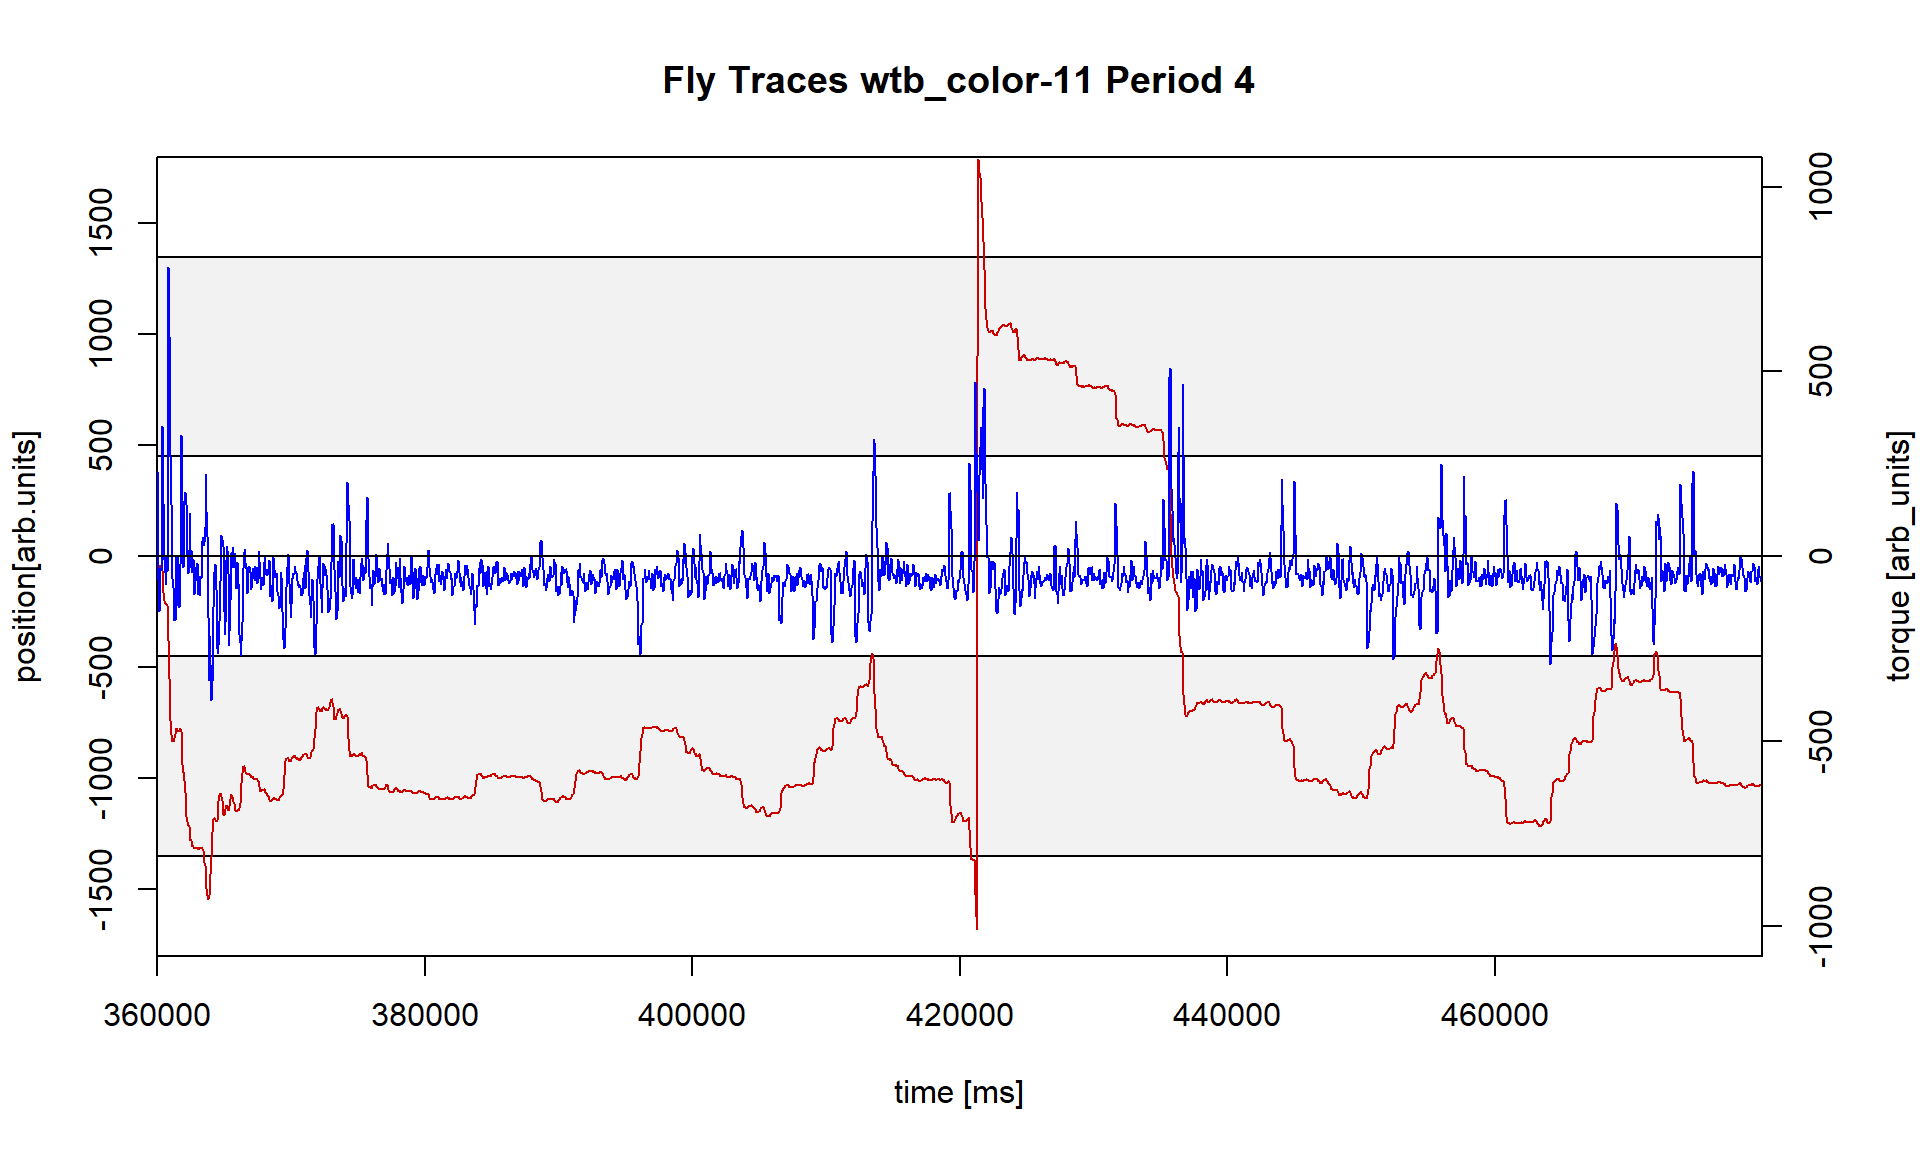 Fly Traces wtb_color-11 Period 4
position[arb.units]
1500
1000
500
0
-500
-1000
-1500
1000
500
0
-500
-1000
torque [arb_units]
360000 380000 400000 420000 440000 460000
time [ms]